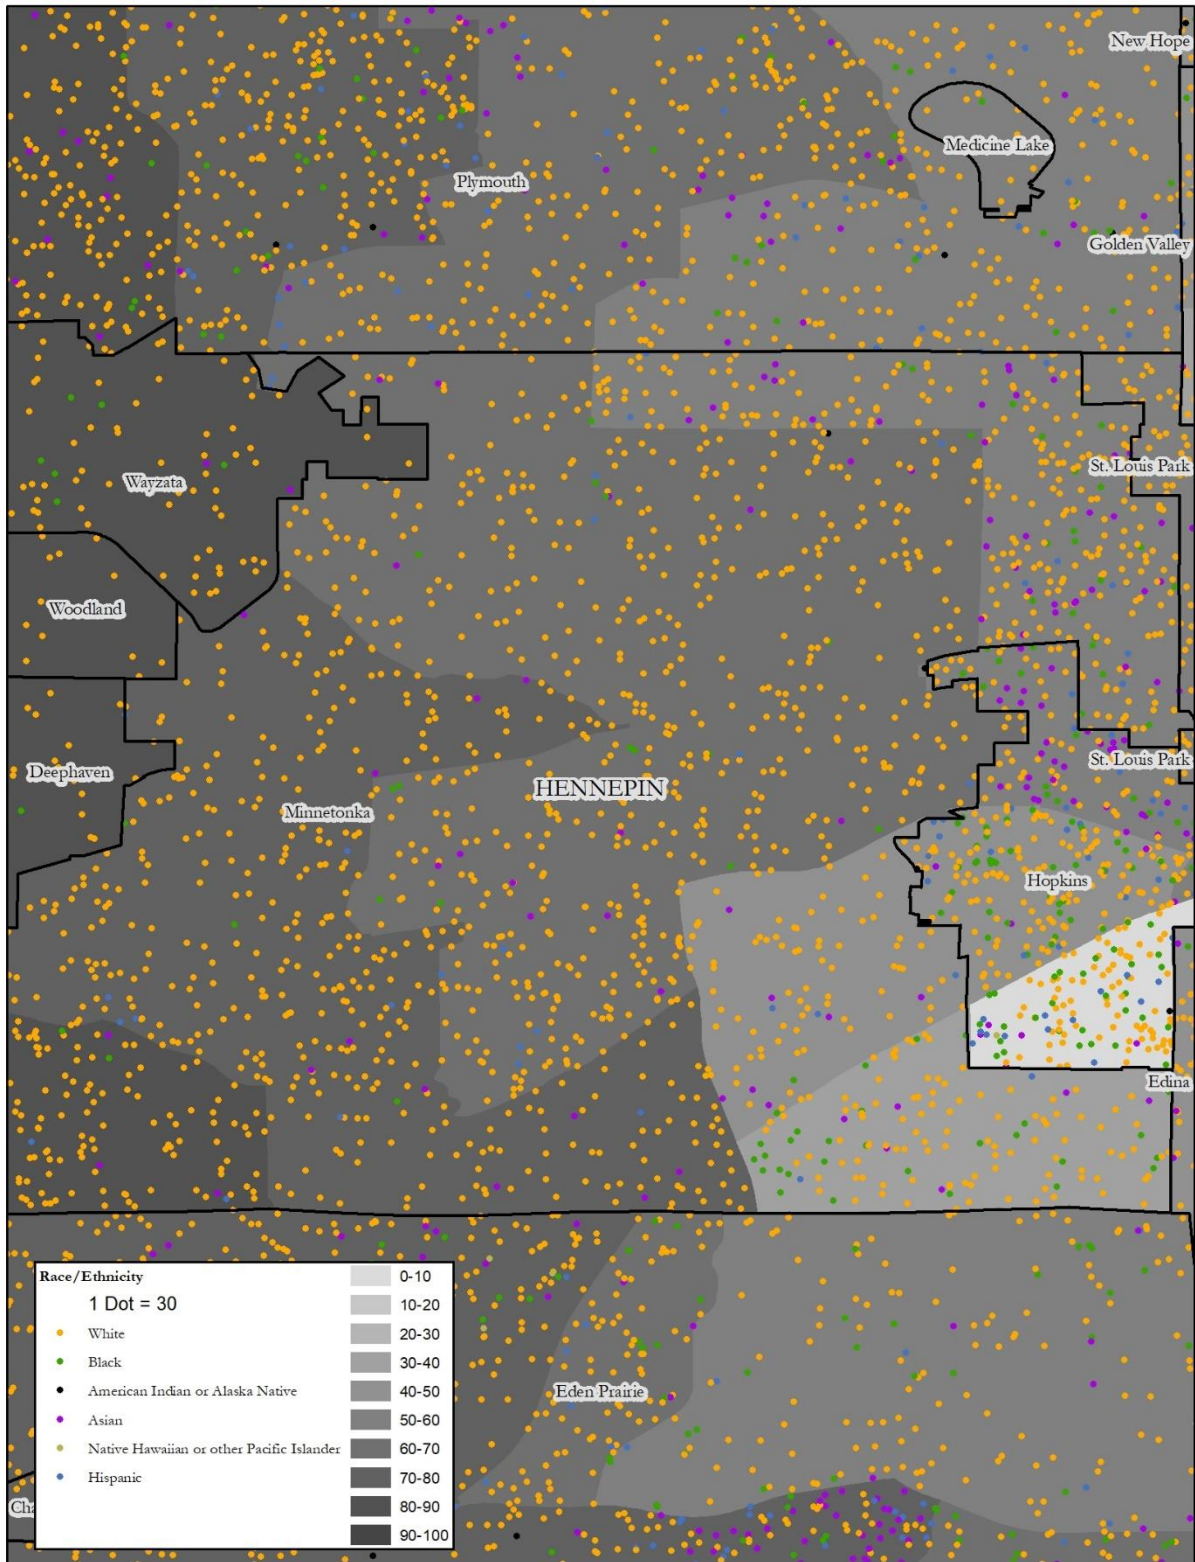 New Hope
Medicine Lake
Plymouth
Golden Valley
St. Louis Park
Wayzata
Woodland
St. Louis Park
Deephaven
HENNEPIN
Minnetonka
Hopkins
Edina
Eden Prairie
Cha
Race/Ethnicity
1 Dot = 30
White
Black
American Indian or Alaska Native
Asian
Native Hawaiian or other Pacific Islander
Hispanic
0-10
10-20
20-30
30-40
40-50
50-60
60-70
70-80
80-90
90-100